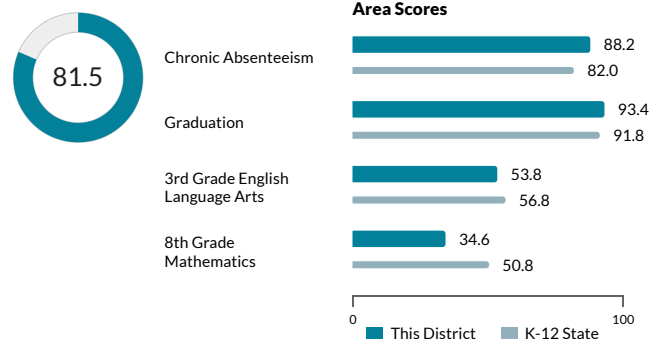 Area Scores
81.5
Chronic Absenteeism
88.2
82.0
Graduation
93.4
91.8
3rd Grade English
Language Arts
53.8
56.8
8th Grade
Mathematics
34.6
50.8
0
100
This District
K-12 State